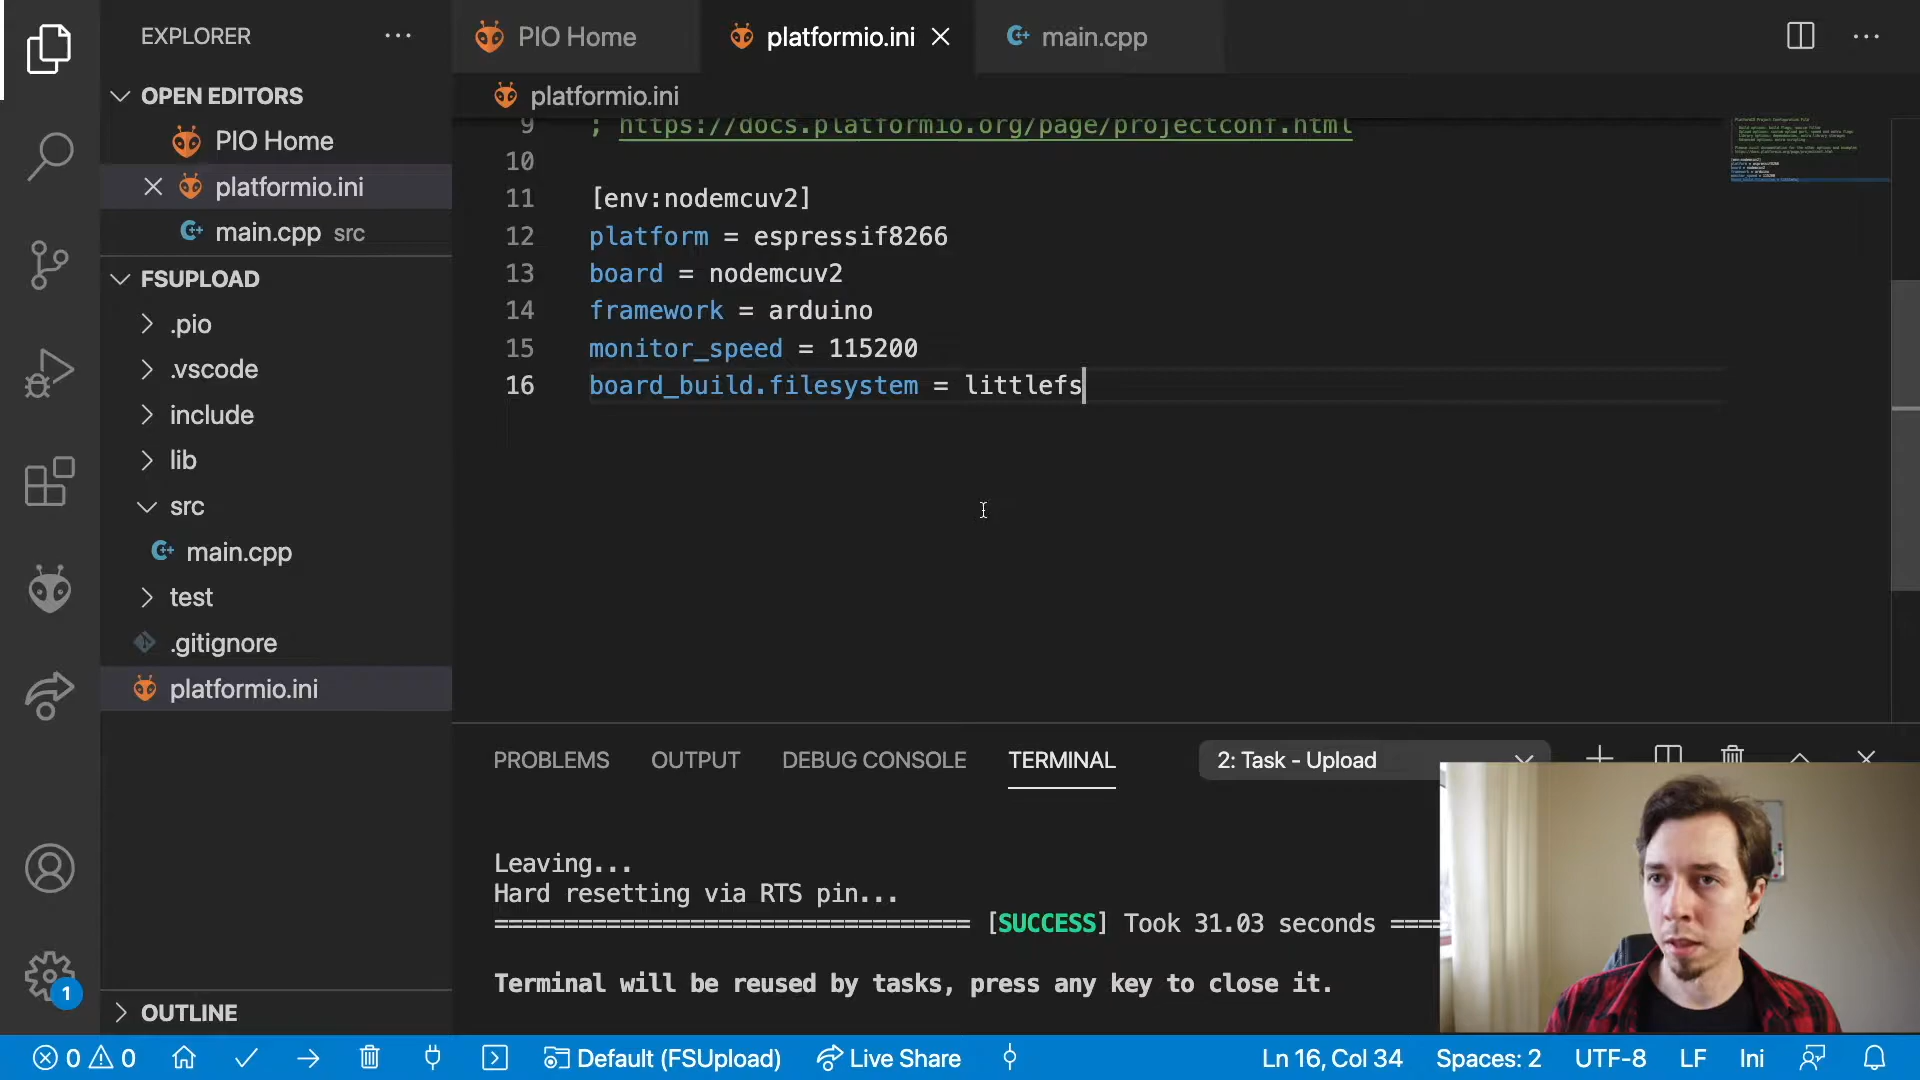 EXPLORER
PIO Home
platformio.ini
main.cpp
OPEN EDITORS
PIO Home
platformio.ini
main.cpp src
FSUPLOAD
.pio
.vscode
include
lib
src
main.cpp
test
.gitignore
platformio.ini
OUTLINE
platformio.ini
9 ; https://docs.platformio.org/page/projectconf.html
10
11 [env:nodemcuv2]
12 platform = espressif8266
13 board = nodemcuv2
14 framework = arduino
15 monitor_speed = 115200
16 board_build.filesystem = littlefs
PROBLEMS OUTPUT DEBUG CONSOLE TERMINAL 2: Task - Upload
Leaving...
Hard resetting via RTS pin...
================================== [SUCCESS] Took 31.03 seconds ====
Terminal will be reused by tasks, press any key to close it.
1
0 0 Default (FSUpload) Live Share Ln 16, Col 34 Spaces: 2 UTF-8 LF Ini